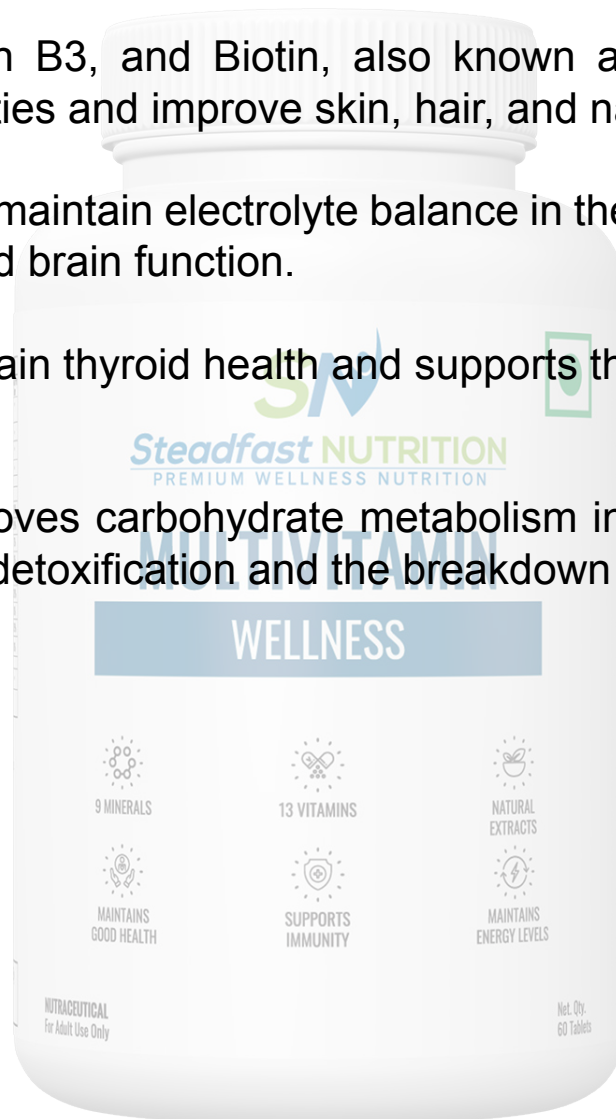 n B3, and Biotin, also known a
ties and improve skin, hair, and na
maintain electrolyte balance in the
d brain function.
ain thyroid health and supports th
SN
Steadfast NUTRITION
PREMIUM WELLNESS NUTRITION
oves carbohydrate metabolism in
MULTIVITAMIN
detoxification and the breakdown
WELLNESS
9 MINERALS
13 VITAMINS
NATURAL
EXTRACTS
MAINTAINS
GOOD HEALTH
SUPPORTS
IMMUNITY
MAINTAINS
ENERGY LEVELS
NUTRACEUTICAL
For Adult Use Only
Net. Qty.
60 Tablets